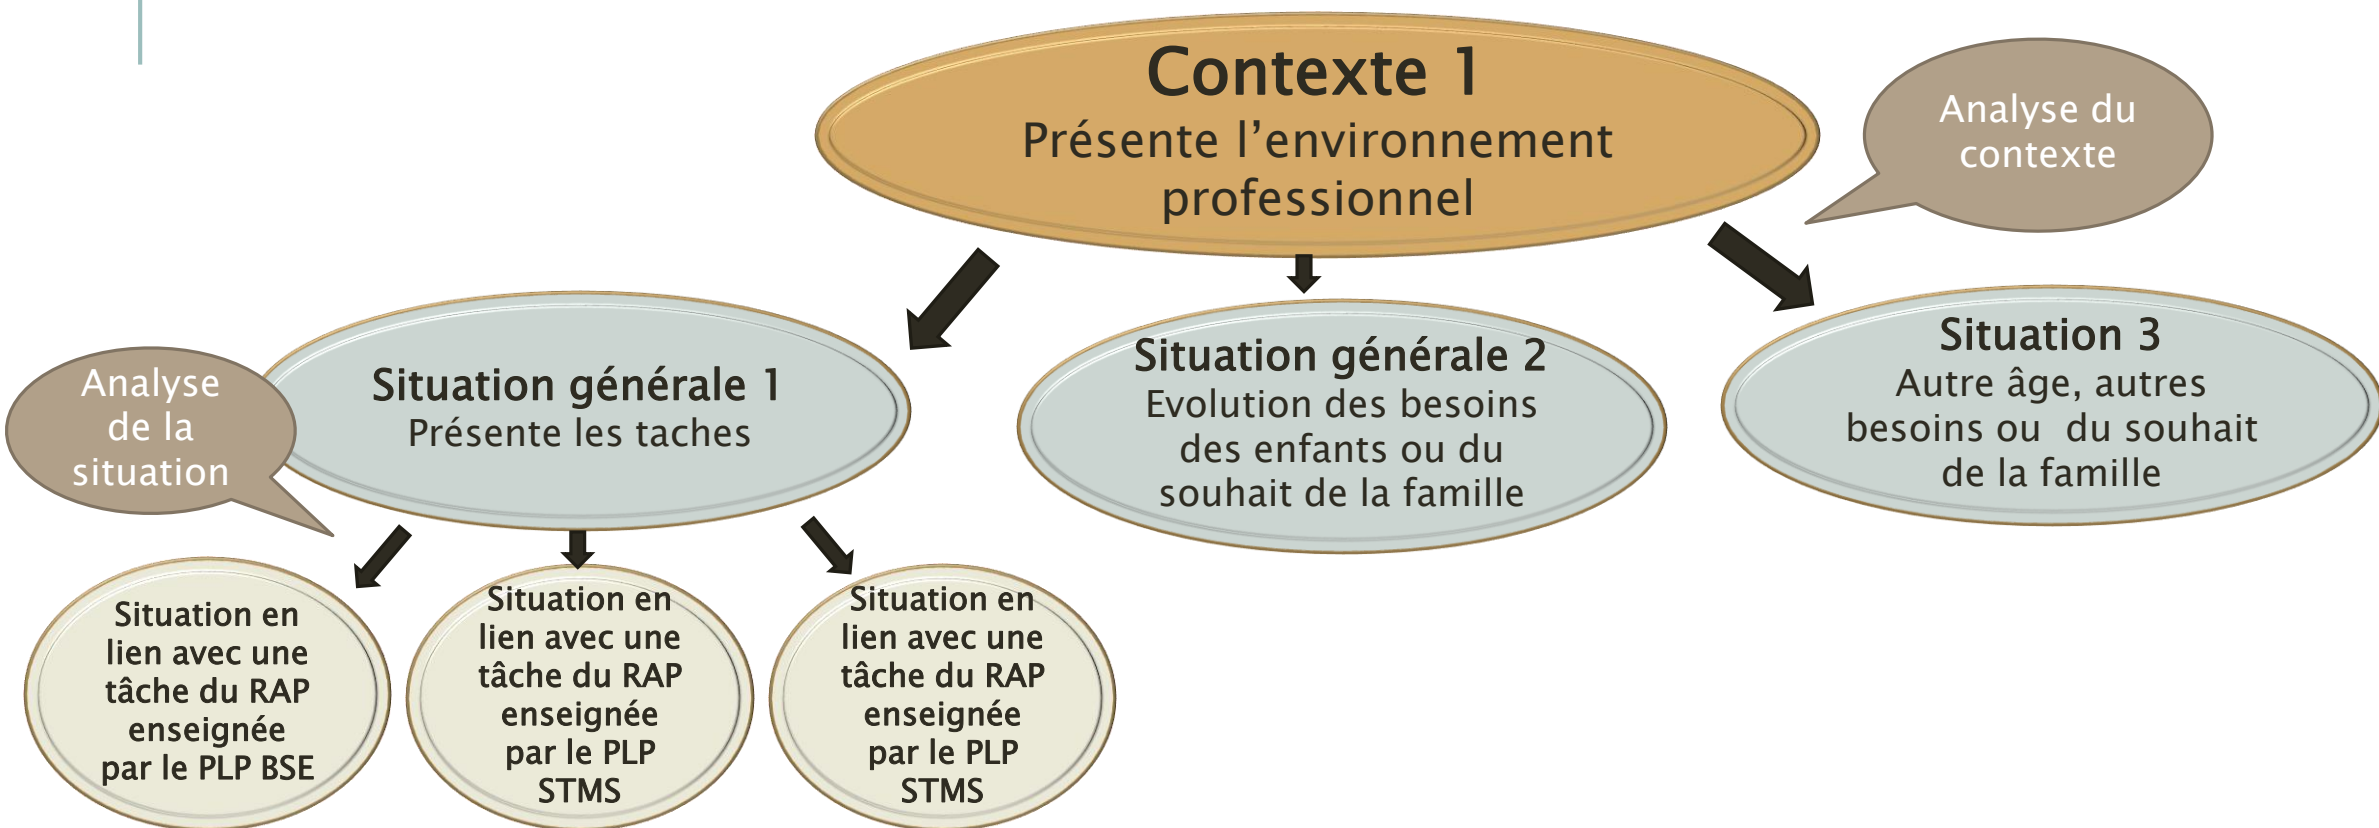 Contexte 1
Présente l’environnement
professionnel
Analyse du
contexte
Situation générale 1
Présente les taches
Situation générale 2
Evolution des besoins
des enfants ou du
souhait de la famille
Situation 3
Autre âge, autres
besoins ou  du souhait
de la famille
Analyse
de la
situation
Situation en
lien avec une
tâche du RAP
enseignée
par le PLP BSE
Situation en
lien avec une
tâche du RAP
enseignée
par le PLP
STMS
Situation en
lien avec une
tâche du RAP
enseignée
par le PLP
STMS